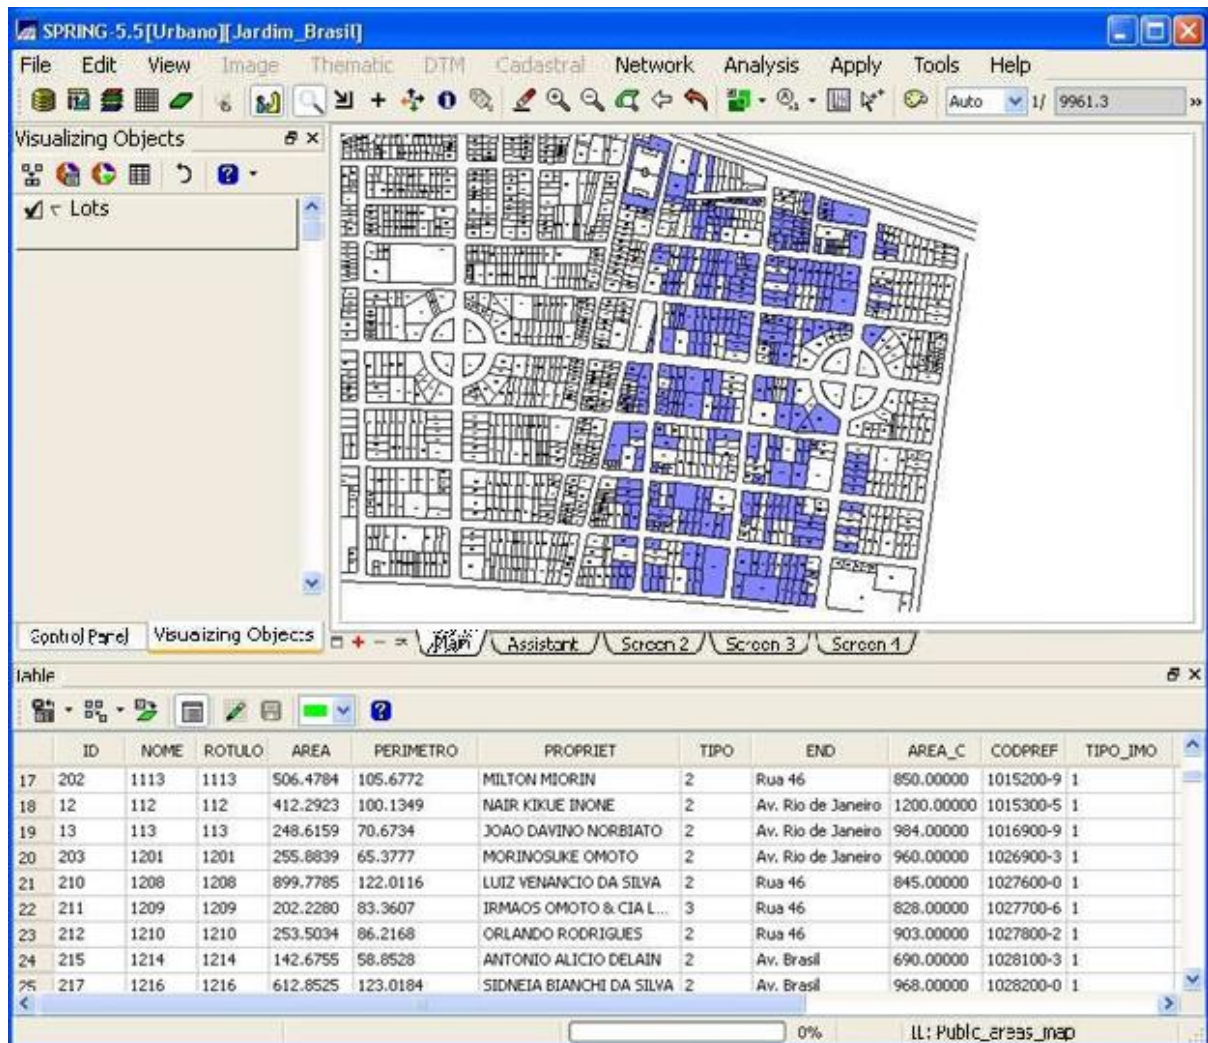 SPRING-5.5[Urbano][Jardim_Brasil]
File Edit View Image Thematic DTM Cadastral Network Analysis Apply Tools Help
Auto 1/ 9961.3
Visualizing Objects
Lots
Control Panel Visualizing Objects Main Assistant Screen 2 Screen 3 Screen 4
Table
ID NOME ROTULO AREA PERIMETRO PROPRIET TIPO END AREA_C CODPREF TIPO_IMO
17 202 1113 1113 506.4784 105.6772 MILTON MIORIN 2 Rua 46 850.00000 1015200-9 1
18 12 112 112 412.2923 100.1349 NAIR KIKUE INONE 2 Av. Rio de Janeiro 1200.00000 1015300-5 1
19 13 113 113 248.6159 70.6734 JOAO DAVINO NORBIATO 2 Av. Rio de Janeiro 984.00000 1016900-9 1
20 203 1201 1201 255.8839 65.3777 MORINOSUKE OMOTO 2 Av. Rio de Janeiro 960.00000 1026900-3 1
21 210 1208 1208 899.7785 122.0116 LUIZ VENANCIO DA SILVA 2 Rua 46 845.00000 1027600-0 1
22 211 1209 1209 202.2280 83.3607 IRMAOS OMOTO & CIA L... 3 Rua 46 828.00000 1027700-6 1
23 212 1210 1210 253.5034 86.2168 ORLANDO RODRIGUES 2 Rua 46 903.00000 1027800-2 1
24 215 1214 1214 142.6755 58.8528 ANTONIO ALICIO DELAIN 2 Av. Brasil 690.00000 1028100-3 1
25 217 1216 1216 612.8525 123.0184 SIDNEIA BIANCHI DA SILVA 2 Av. Brasil 968.00000 1028200-0 1
0% IL: Public_areas_map